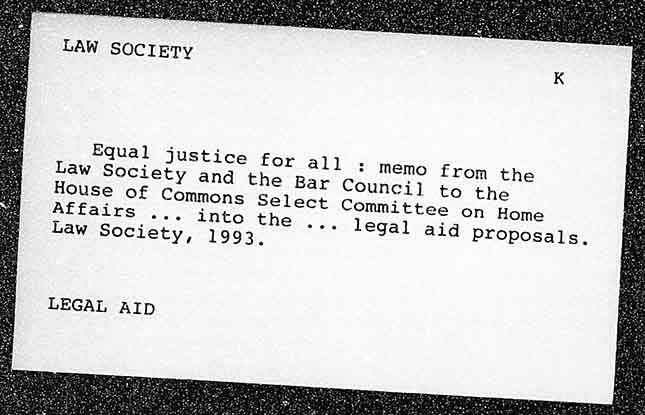 LAW SOCIETY
K
Equal justice for all : memo from the
Law Society and the Bar Council to the
House of Commons Select Committee on Home
Affairs ... into the ... legal aid proposals.
Law Society, 1993.
LEGAL AID